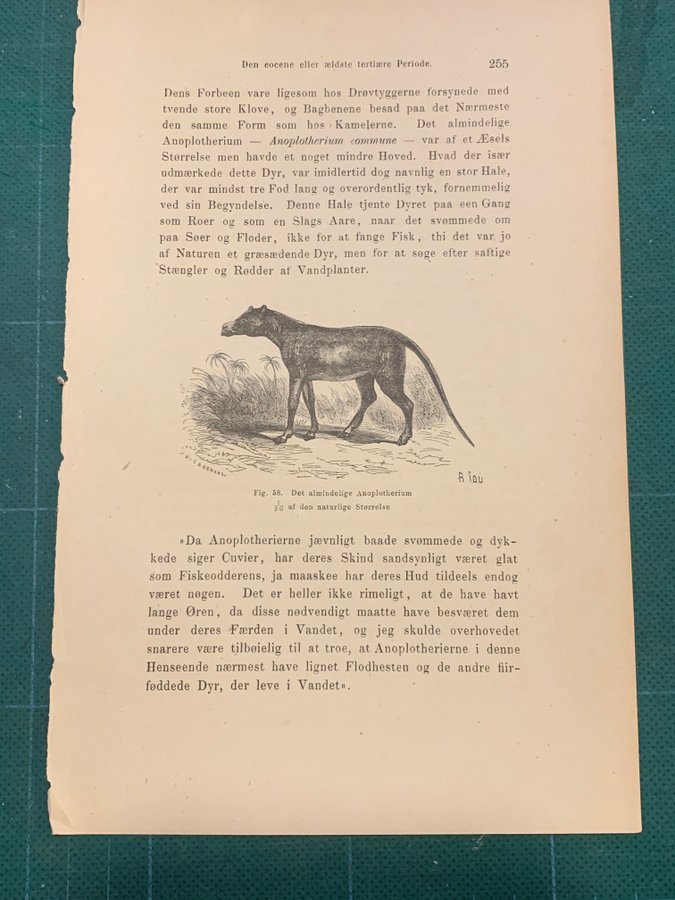 Den eocene eller ældste tertiære Periode.
255
Dens Forbeen vare ligesom hos Drøvtyggerne forsynede med
tvende store Klove, og Bagbenene besad paa det Nærmeste
den samme Form som hos Kamelerne. Det almindelige
Anoplotherium — Anoplotherium commune — var af et Æsels
Størrelse men havde et noget mindre Hoved. Hvad der især
udmærkede dette Dyr, var imidlertid dog navnlig en stor Hale,
der var mindst tre Fod lang og overordentlig tyk, fornemmelig
ved sin Begyndelse. Denne Hale tjente Dyret paa een Gang
som Roer og som en Slags Aare, naar det svømmede om
paa Søer og Floder, ikke for at fange Fisk, thi det var jo
af Naturen et græsædende Dyr, men for at søge efter saftige
Stængler og Rødder af Vandplanter.
Fig. 58. Det almindelige Anoplotherium
1/20 af den naturlige Størrelse
»Da Anoplotherierne jævnligt baade svømmede og dyk-
kede siger Cuvier, har deres Skind sandsynligt været glat
som Fiskeodderens, ja maaskee har deres Hud tildeels endog
været nøgen. Det er heller ikke rimeligt, at de have havt
lange Øren, da disse nødvendigt maatte have besværet dem
under deres Færden i Vandet, og jeg skulde overhovedet
snarere være tilbøielig til at troe, at Anoplotherierne i denne
Henseende nærmest have lignet Flodhesten og de andre fiir-
føddede Dyr, der leve i Vandet».